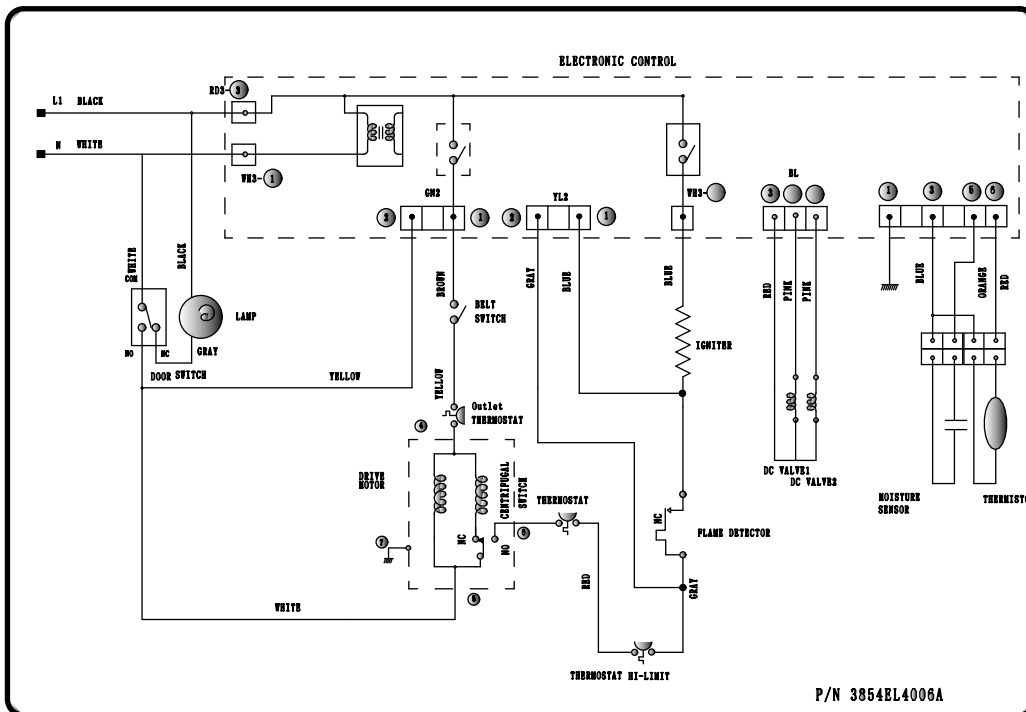 ELECTRONIC CONTROL
L1 BLACK
RD3- 3
N WHITE
WH3- 1
GN2
YL2
WH3-
BL
2
1
2
1
3
1
3
5
6
WHITE
BLACK
COM
NO
NC
DOOR SWITCH
LAMP
GRAY
YELLOW
BROWN
BELT
SWITCH
YELLOW
Outlet
THERMOSTAT
GRAY
BLUE
BLUE
IGNITER
RED
PINK
PINK
DC VALVE1
DC VALVE2
BLUE
ORANGE
RED
MOISTURE
SENSOR
THERMISTO
4
DRIVE
MOTOR
CENTRIFUGAL
SWITCH
NC
NO
6
7
5
THERMOSTAT
NC
FLAME DETECTOR
RED
GRAY
WHITE
THERMOSTAT HI-LIMIT
P/N 3854EL4006A